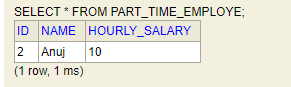 SELECT * FROM PART_TIME_EMPLOYE;
ID NAME HOURLY_SALARY
2 Anuj 10
(1 row, 1 ms)